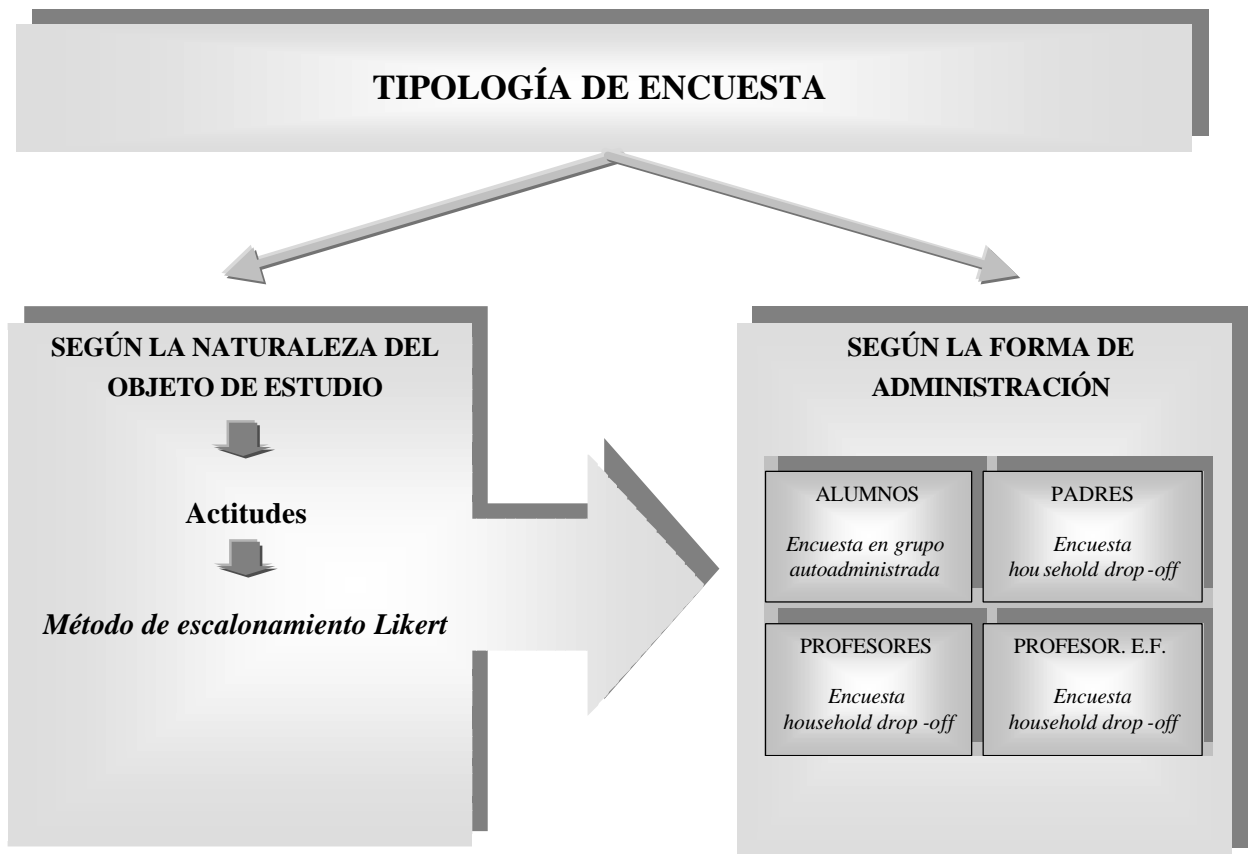 TIPOLOGÍA DE ENCUESTA
SEGÚN LA NATURALEZA DEL
OBJETO DE ESTUDIO
Actitudes
Método de escalonamiento Likert
SEGÚN LA FORMA DE
ADMINISTRACIÓN
ALUMNOS
Encuesta en grupo
autoadministrada
PADRES
Encuesta
hou sehold drop -off
PROFESORES
Encuesta
household drop -off
PROFESOR. E.F.
Encuesta
household drop -off